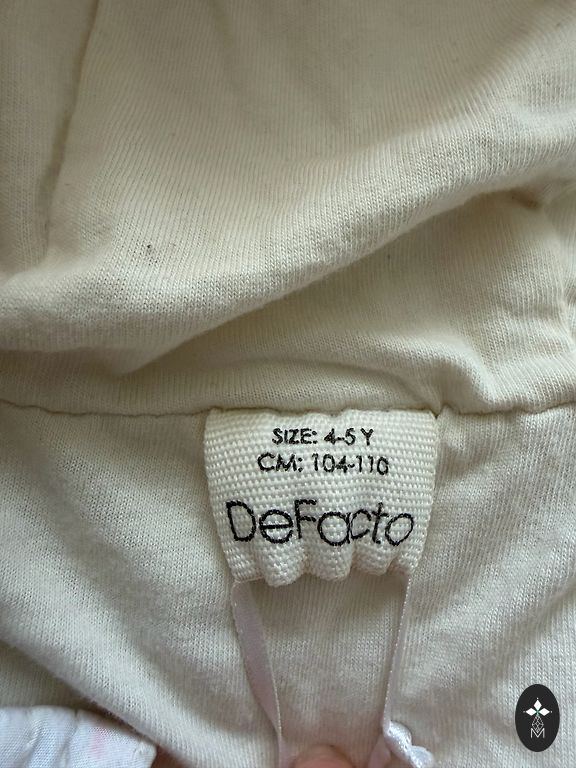 SIZE: 4-5 Y
CM: 104-110
DeFacto
M